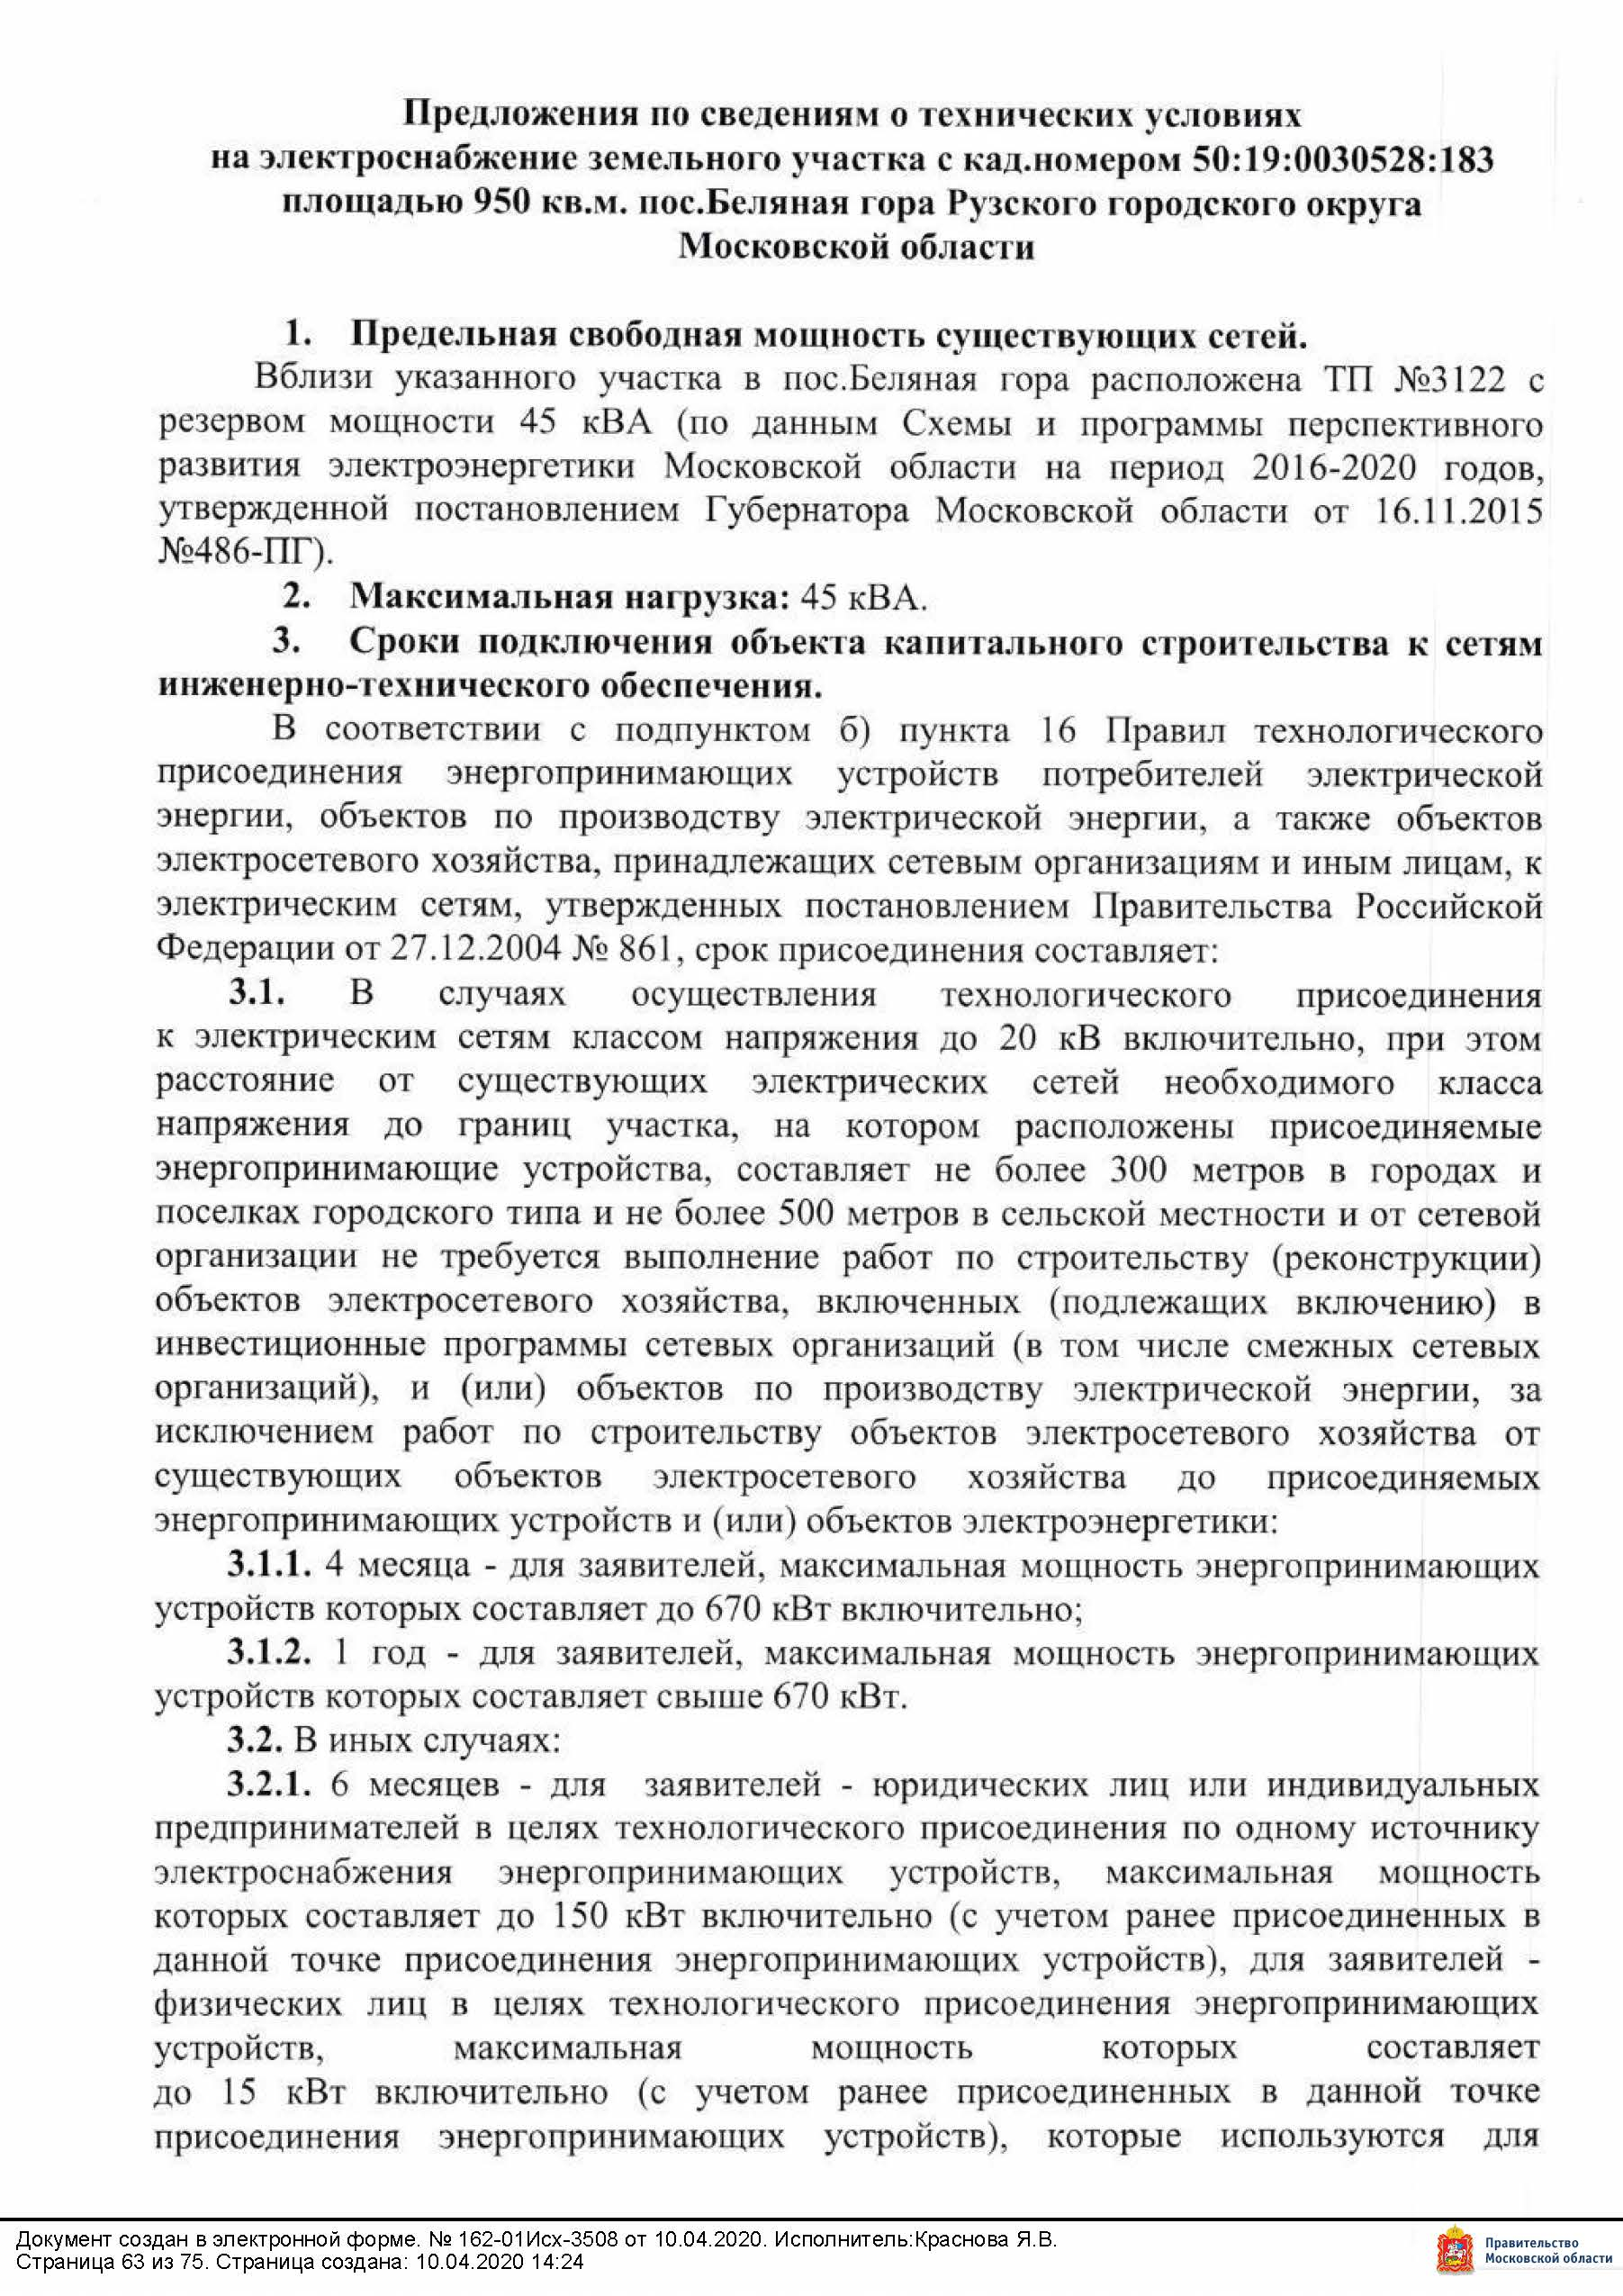 Предложения по сведениям о технических условиях
на электроснабжение земельного участка с кад.номером 50:19:0030528:183
площадью 950 кв.м. пос.Беляная гора Рузского городского округа
Московской области
1. Предельная свободная мощность существующих сетей.
Вблизи указанного участка в пос.Беляная гора расположена ТП №3122 с
резервом мощности 45 кВА (по данным Схемы и программы перспективного
развития электроэнергетики Московской области на период 2016-2020 годов,
утвержденной постановлением Губернатора Московской области от 16.11.2015
№486-ПГ).
2. Максимальная нагрузка: 45 кВА.
3. Сроки подключения объекта капитального строительства к сетям
инженерно-технического обеспечения.
В соответствии с подпунктом б) пункта 16 Правил технологического
присоединения энергопринимающих устройств потребителей электрической
энергии, объектов по производству электрической энергии, а также объектов
электросетевого хозяйства, принадлежащих сетевым организациям и иным лицам, к
электрическим сетям, утвержденных постановлением Правительства Российской
Федерации от 27.12.2004 № 861, срок присоединения составляет:
3.1. В случаях осуществления технологического присоединения
к электрическим сетям классом напряжения до 20 кВ включительно, при этом
расстояние от существующих электрических сетей необходимого класса
напряжения до границ участка, на котором расположены присоединяемые
энергопринимающие устройства, составляет не более 300 метров в городах и
поселках городского типа и не более 500 метров в сельской местности и от сетевой
организации не требуется выполнение работ по строительству (реконструкции)
объектов электросетевого хозяйства, включенных (подлежащих включению) в
инвестиционные программы сетевых организаций (в том числе смежных сетевых
организаций), и (или) объектов по производству электрической энергии, за
исключением работ по строительству объектов электросетевого хозяйства от
существующих объектов электросетевого хозяйства до присоединяемых
энергопринимающих устройств и (или) объектов электроэнергетики:
3.1.1. 4 месяца - для заявителей, максимальная мощность энергопринимающих
устройств которых составляет до 670 кВт включительно;
3.1.2. 1 год - для заявителей, максимальная мощность энергопринимающих
устройств которых составляет свыше 670 кВт.
3.2. В иных случаях:
3.2.1. 6 месяцев - для заявителей - юридических лиц или индивидуальных
предпринимателей в целях технологического присоединения по одному источнику
электроснабжения энергопринимающих устройств, максимальная мощность
которых составляет до 150 кВт включительно (с учетом ранее присоединенных в
данной точке присоединения энергопринимающих устройств), для заявителей -
физических лиц в целях технологического присоединения энергопринимающих
устройств, максимальная мощность которых составляет
до 15 кВт включительно (с учетом ранее присоединенных в данной точке
присоединения энергопринимающих устройств), которые используются для
Документ создан в электронной форме. № 162-01Исх-3508 от 10.04.2020. Исполнитель:Краснова Я.В.
Страница 63 из 75. Страница создана: 10.04.2020 14:24
Правительство
Московской области